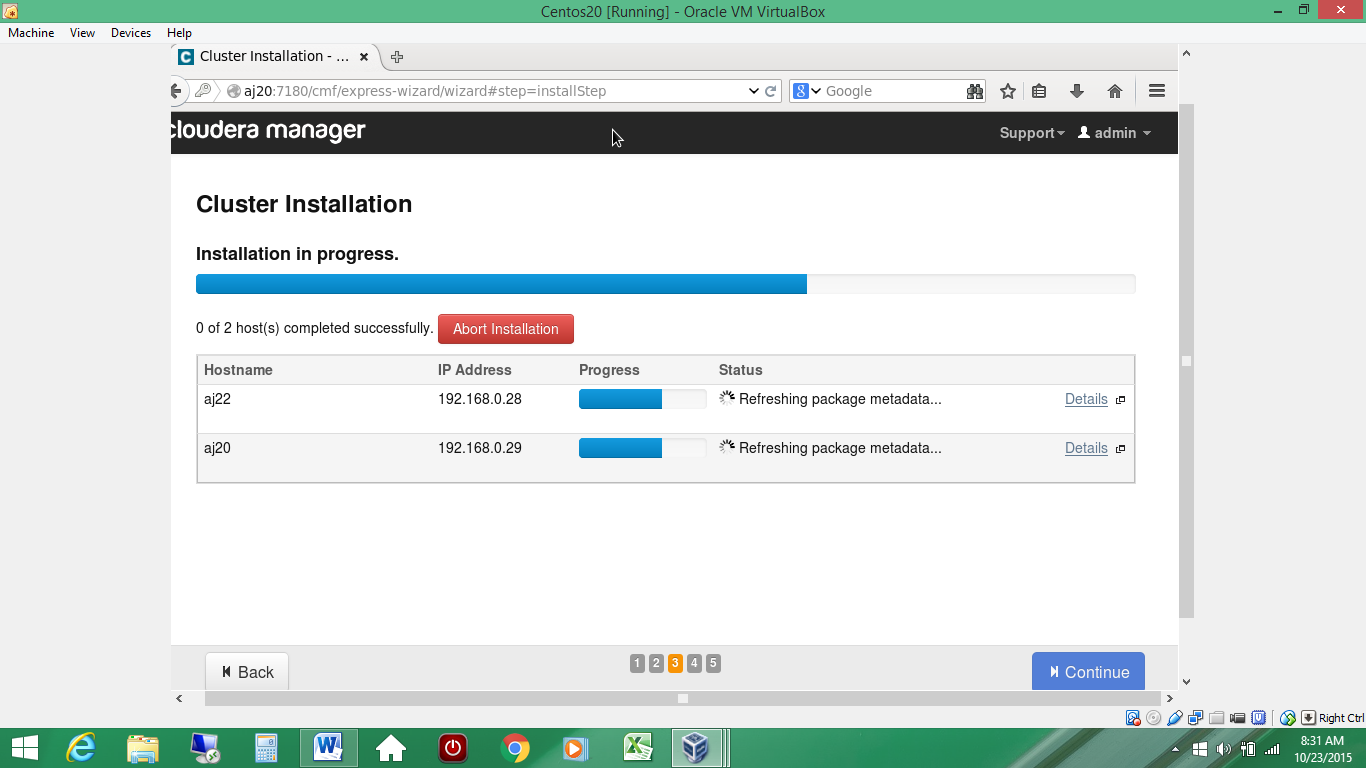 Centos20 [Running] - Oracle VM VirtualBox
Machine View Devices Help
Cluster Installation - ...
aj20:7180/cmf/express-wizard/wizard#step=installStep
Google
cloudera manager
Support
admin
Cluster Installation
Installation in progress.
0 of 2 host(s) completed successfully. Abort Installation
Hostname IP Address Progress Status
aj22 192.168.0.28 Refreshing package metadata... Details
aj20 192.168.0.29 Refreshing package metadata... Details
Back 1 2 3 4 5 Continue
Right Ctrl
8:31 AM
10/23/2015